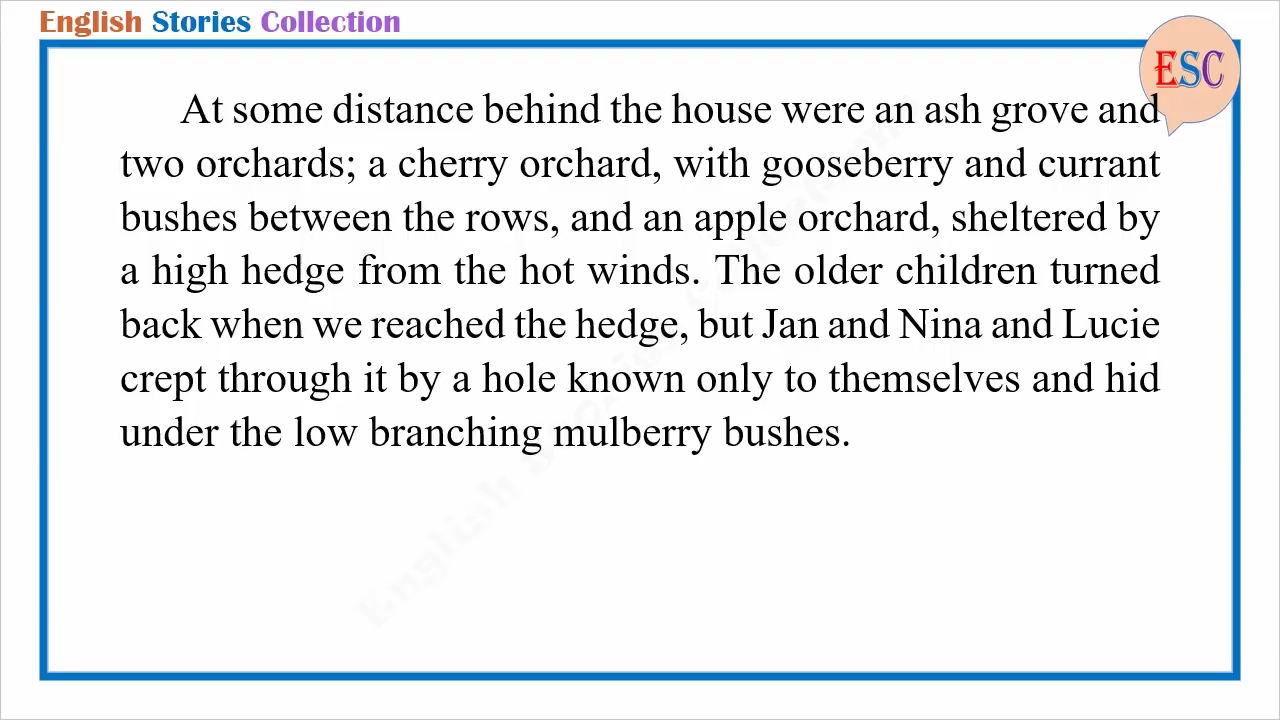 English Stories Collection
ESC
At some distance behind the house were an ash grove and
two orchards; a cherry orchard, with gooseberry and currant
bushes between the rows, and an apple orchard, sheltered by
a high hedge from the hot winds. The older children turned
back when we reached the hedge, but Jan and Nina and Lucie
crept through it by a hole known only to themselves and hid
under the low branching mulberry bushes.